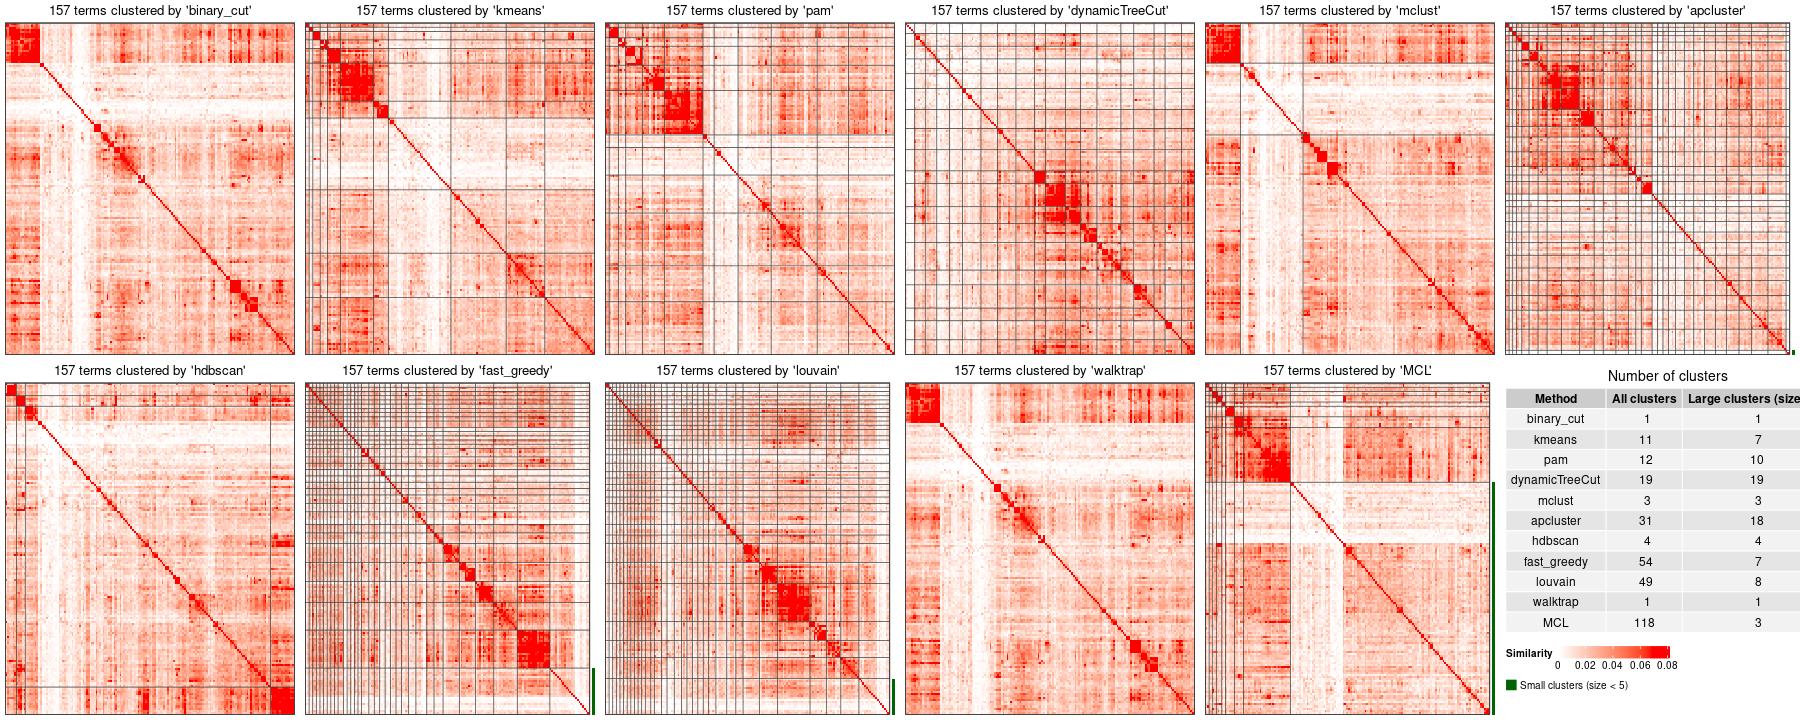 157 terms clustered by 'binary_cut'
157 terms clustered by 'kmeans'
157 terms clustered by 'pam'
157 terms clustered by 'dynamicTreeCut'
157 terms clustered by 'mclust'
157 terms clustered by 'apcluster'
157 terms clustered by 'hdbscan'
157 terms clustered by 'fast_greedy'
157 terms clustered by 'louvain'
157 terms clustered by 'walktrap'
157 terms clustered by 'MCL'
Number of clusters
Method All clusters Large clusters (size
binary_cut 1 1
kmeans 11 7
pam 12 10
dynamicTreeCut 19 19
mclust 3 3
apcluster 31 18
hdbscan 4 4
fast_greedy 54 7
louvain 49 8
walktrap 1 1
MCL 118 3
Similarity
0 0.02 0.04 0.06 0.08
Small clusters (size < 5)